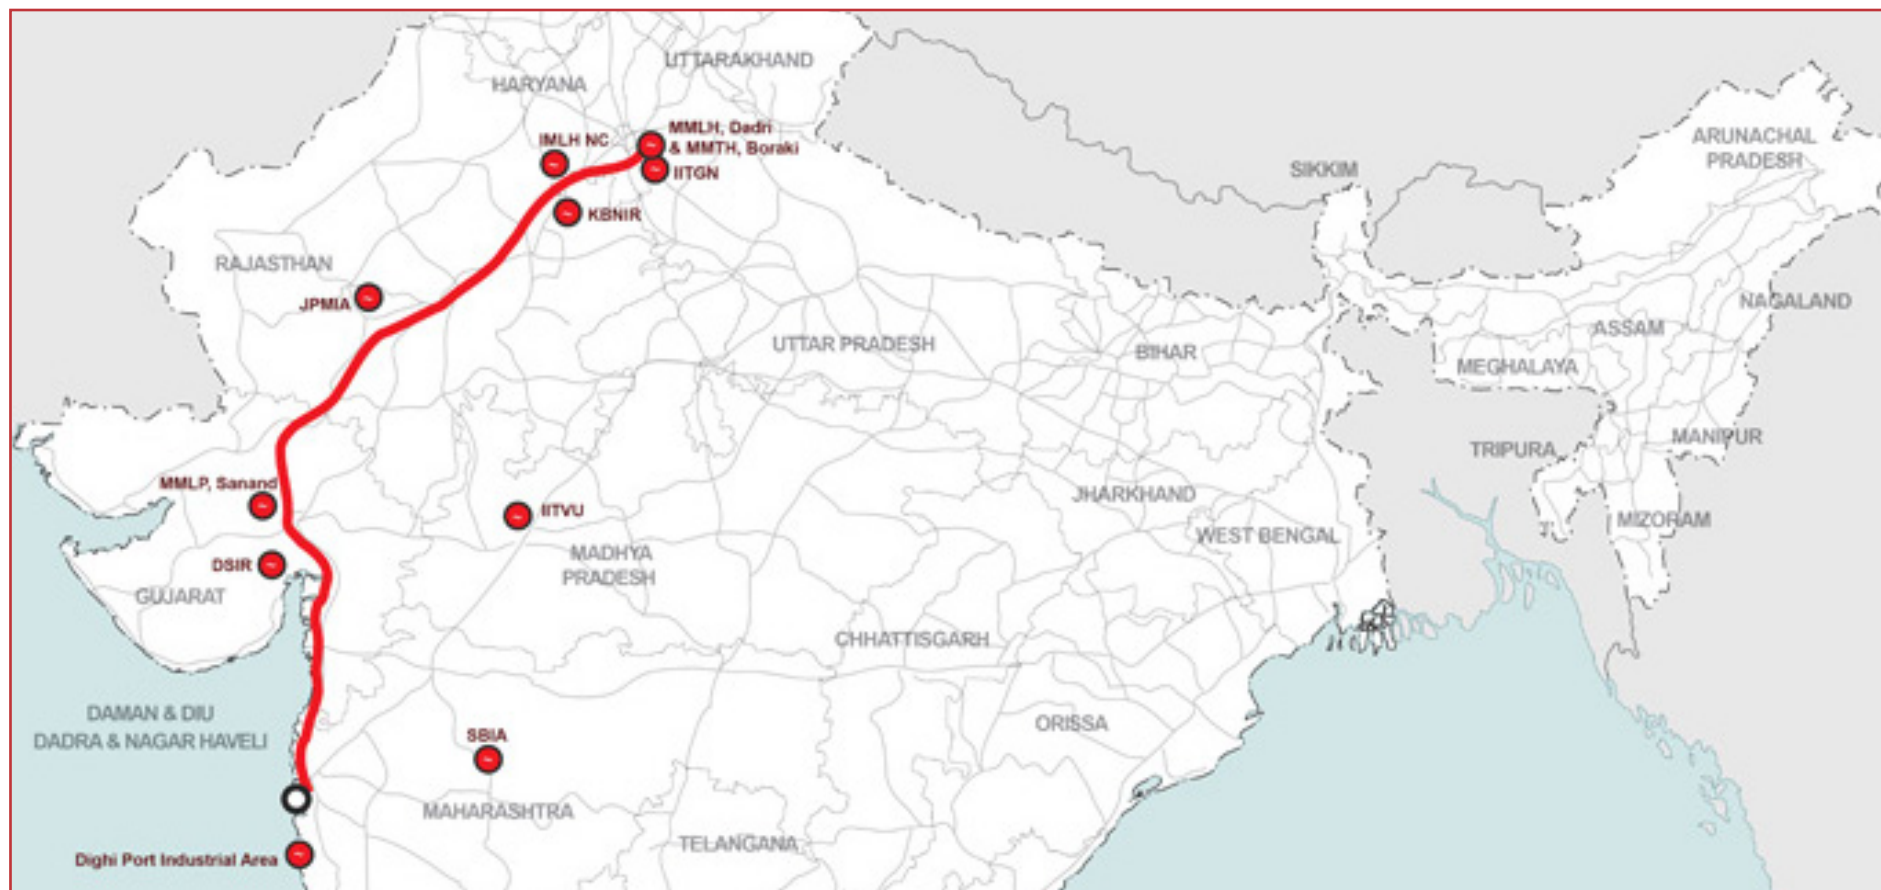 UTTARAKHAND
HARYANA
MMLH, Dadri
& MMTH, Boraki
IMLH NC
IITGN
KBNIR
ARUNACHAL
PRADESH
SIKKIM
RAJASTHAN
JPMIA
NAGALAND
ASSAM
UTTAR PRADESH
BIHAR
MEGHALAYA
MANIPUR
TRIPURA
MMLP, Sanand
JHARKHAND
IITVU
MIZORAM
WEST BENGAL
MADHYA
PRADESH
DSIR
GUJARAT
CHHATTISGARH
DAMAN & DIU
DADRA & NAGAR HAVELI
ORISSA
SBIA
MAHARASHTRA
TELANGANA
Dighi Port Industrial Area